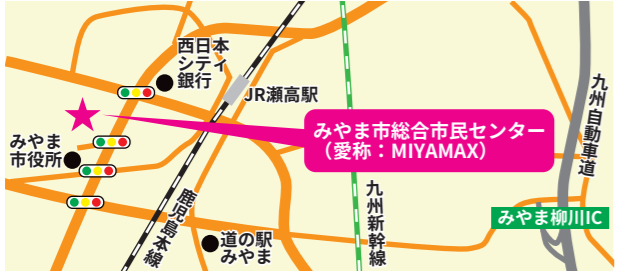 西日本
シティ
銀行
JR瀬高駅
みやま市総合市民センター
（愛称：MIYAMAX）
みやま
市役所
鹿児島本線
道の駅
みやま
九州新幹線
九州自動車道
みやま柳川IC